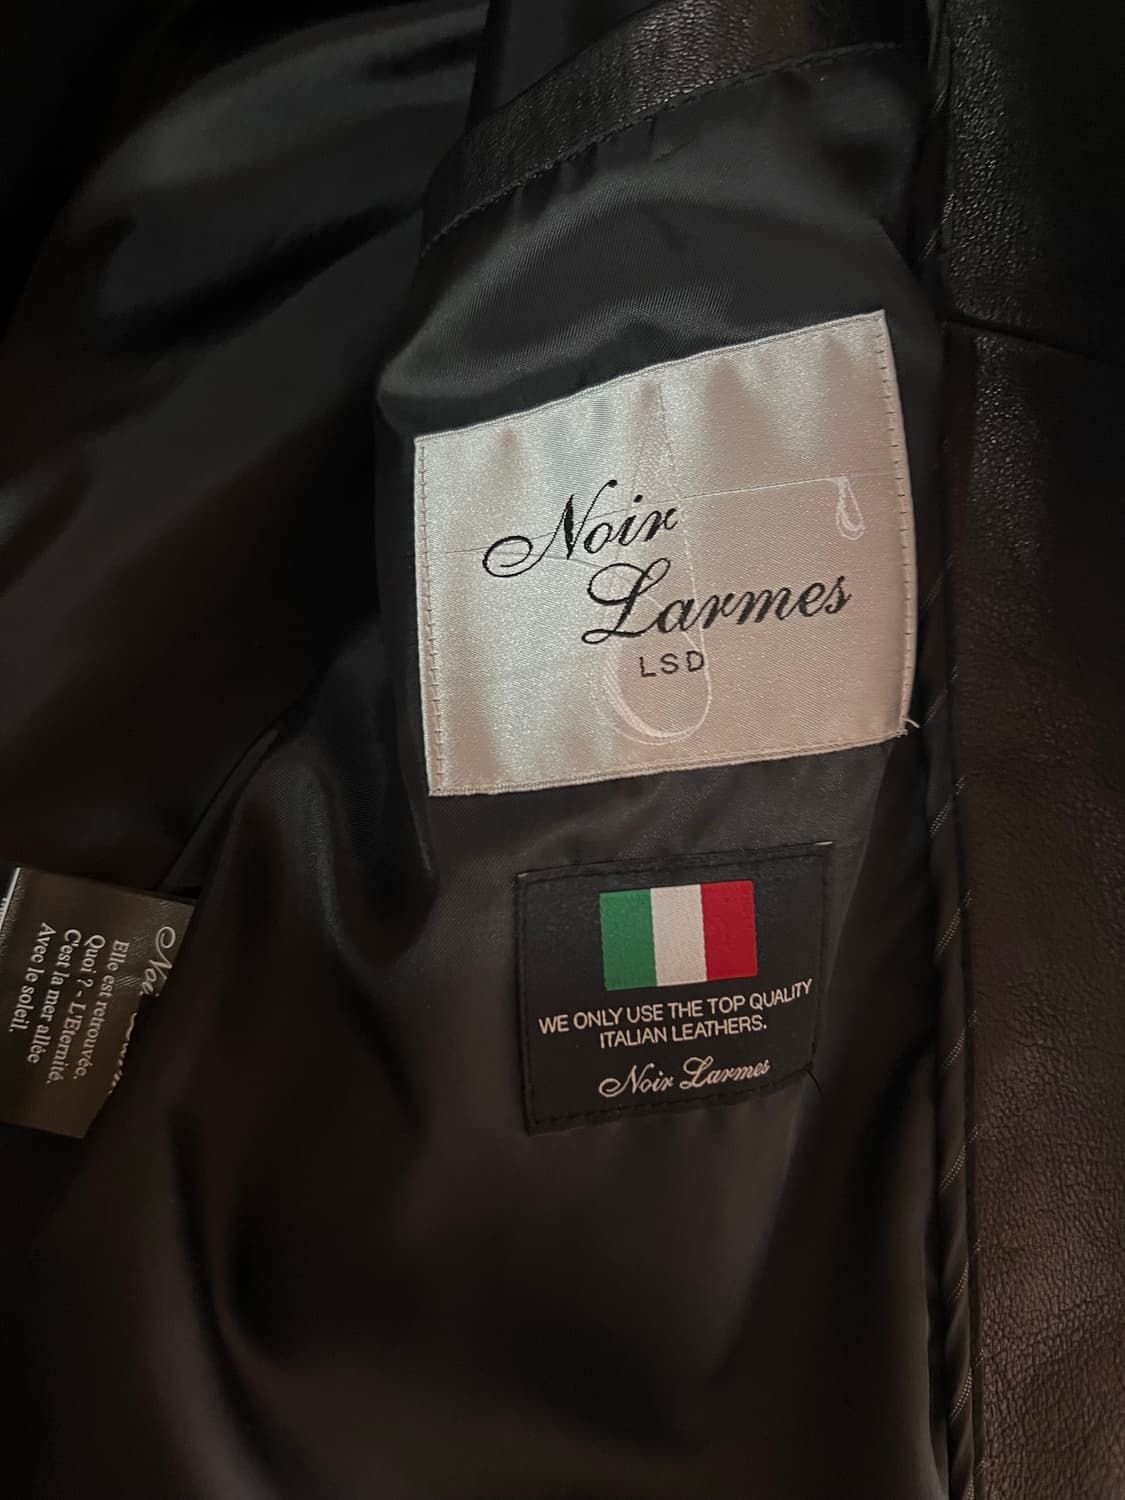 Noir
Larmes
LSD
WE ONLY USE THE TOP QUALITY
ITALIAN LEATHERS.
Noir Larmes
Elle est retrouvée.
Quoi ? - L'Eternité.
C'est la mer allée
Avec le soleil.